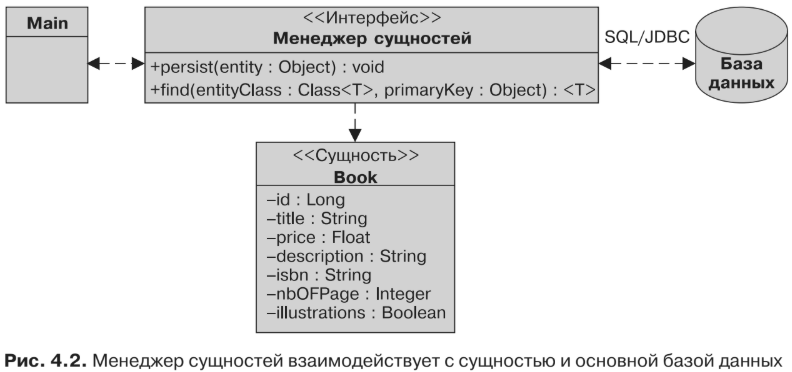 Main
<<Интерфейс>>
Менеджер сущностей
+persist(entity : Object) : void
+find(entityClass : Class<T>, primaryKey : Object) : <T>
SQL/JDBC
База
данных
<<Сущность>>
Book
–id : Long
–title : String
–price : Float
–description : String
–isbn : String
–nbOFPage : Integer
–illustrations : Boolean
Рис. 4.2. Менеджер сущностей взаимодействует с сущностью и основной базой данных